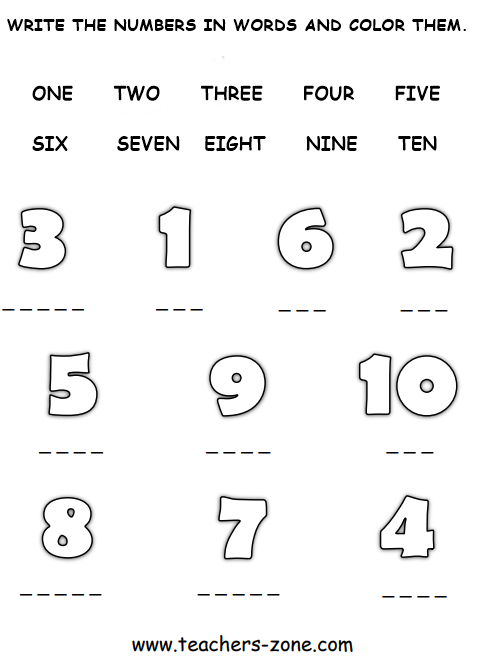 WRITE THE NUMBERS IN WORDS AND COLOR THEM.
ONE TWO THREE FOUR FIVE
SIX SEVEN EIGHT NINE TEN
3 1 6 2
_ _ _ _ _ _ _ _ _ _ _ _ _ _
5 9 10
_ _ _ _ _ _ _ _ _ _ _
8 7 4
_ _ _ _ _ _ _ _ _ _ _ _ _ _
www.teachers-zone.com